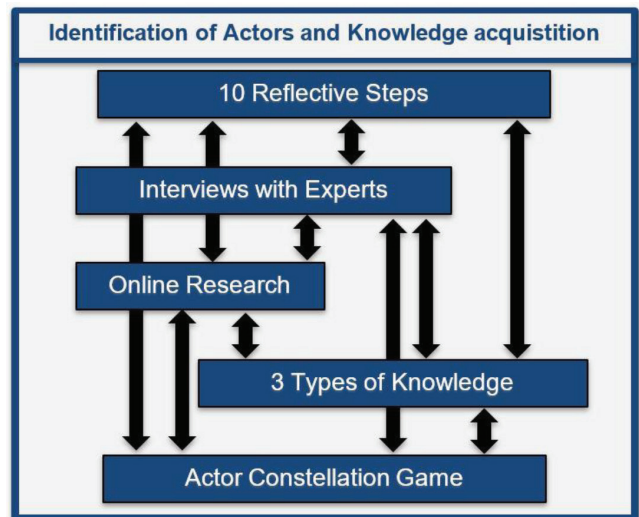 Identification of Actors and Knowledge acquistition
10 Reflective Steps
Interviews with Experts
Online Research
3 Types of Knowledge
Actor Constellation Game